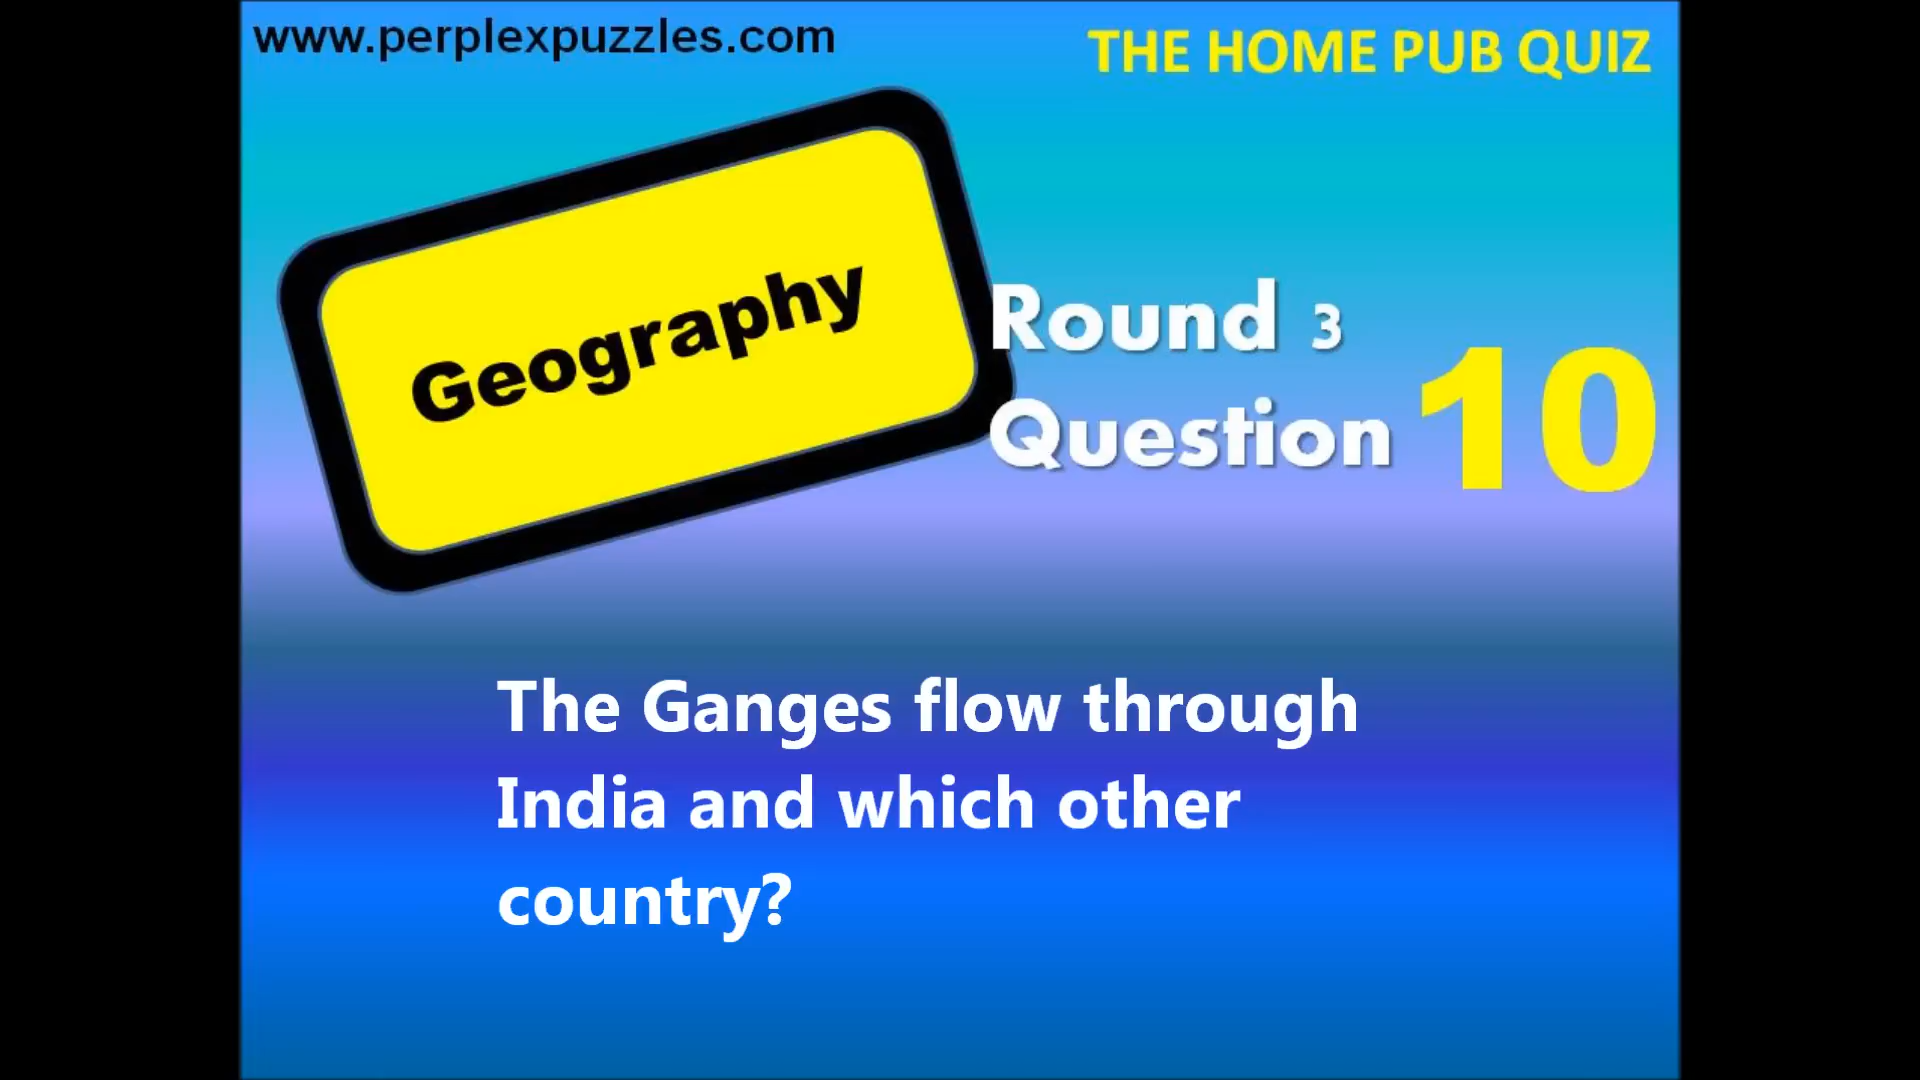 www.perplexpuzzles.com
THE HOME PUB QUIZ
Geography
Round 3
Question 10
The Ganges flow through
India and which other
country?